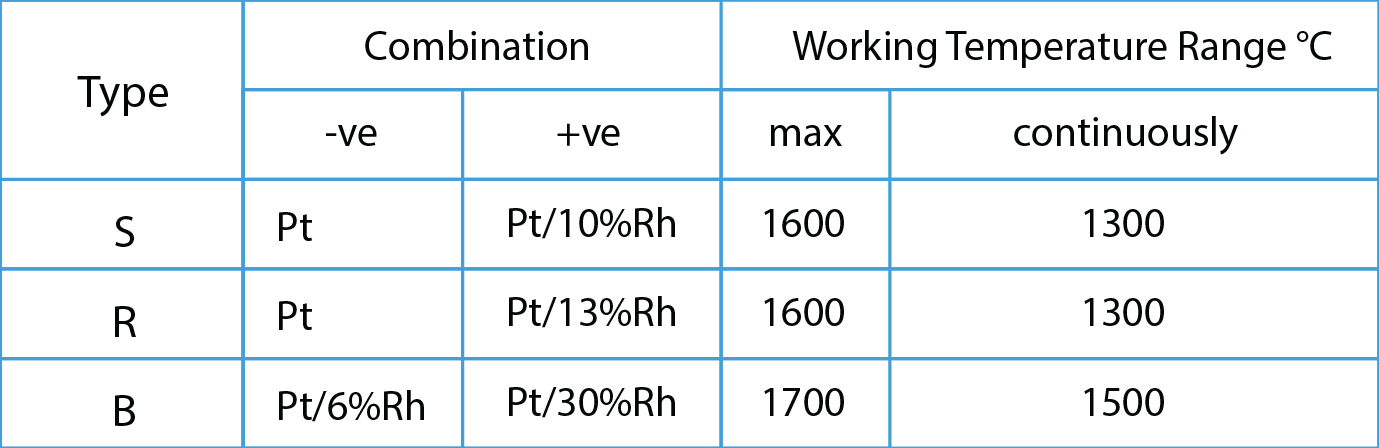 Type Combination Working Temperature Range °C
-ve +ve max continuously
S Pt Pt/10%Rh 1600 1300
R Pt Pt/13%Rh 1600 1300
B Pt/6%Rh Pt/30%Rh 1700 1500